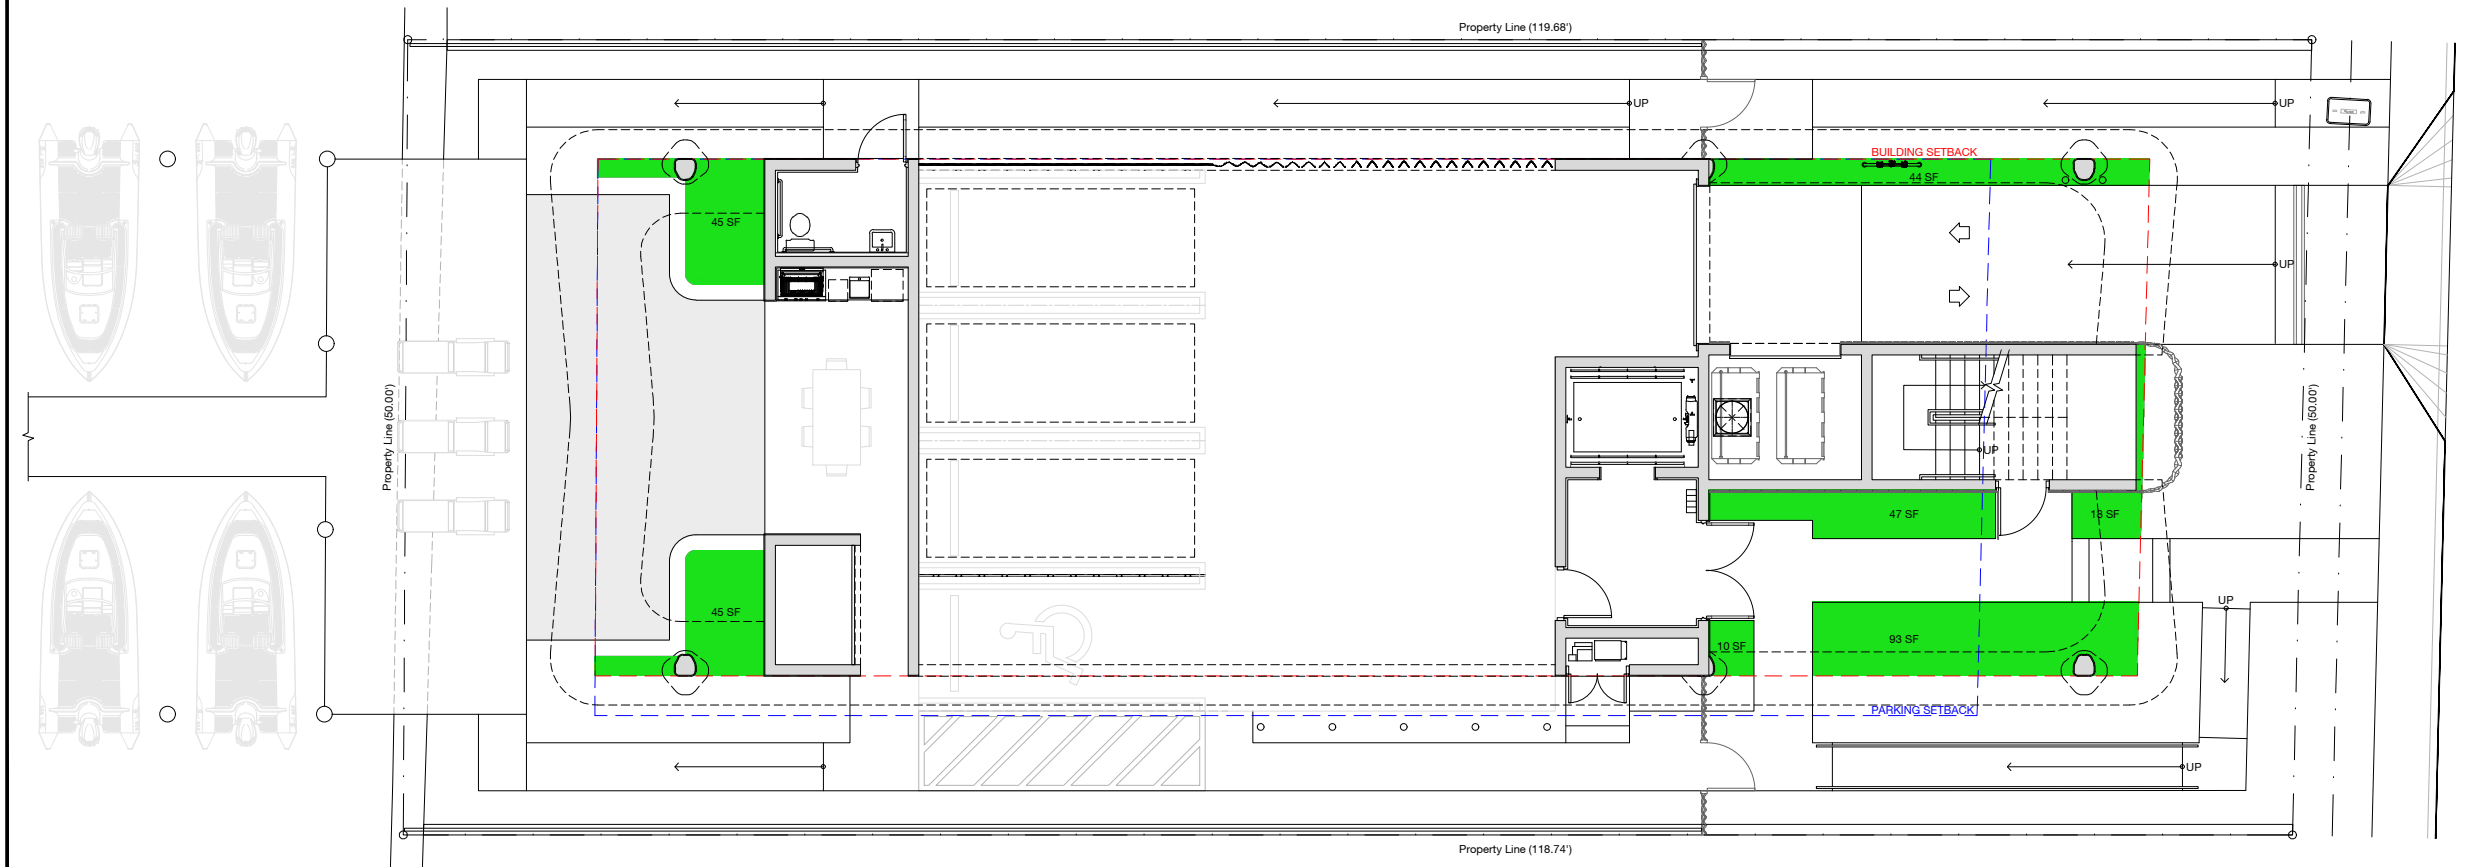 Property Line (119.68')
UP
UP
BUILDING SETBACK
44 SF
45 SF
UP
Property Line (50.00')
Property Line (50.00')
UP
47 SF
18 SF
UP
45 SF
93 SF
10 SF
PARKING SETBACK
UP
Property Line (118.74')